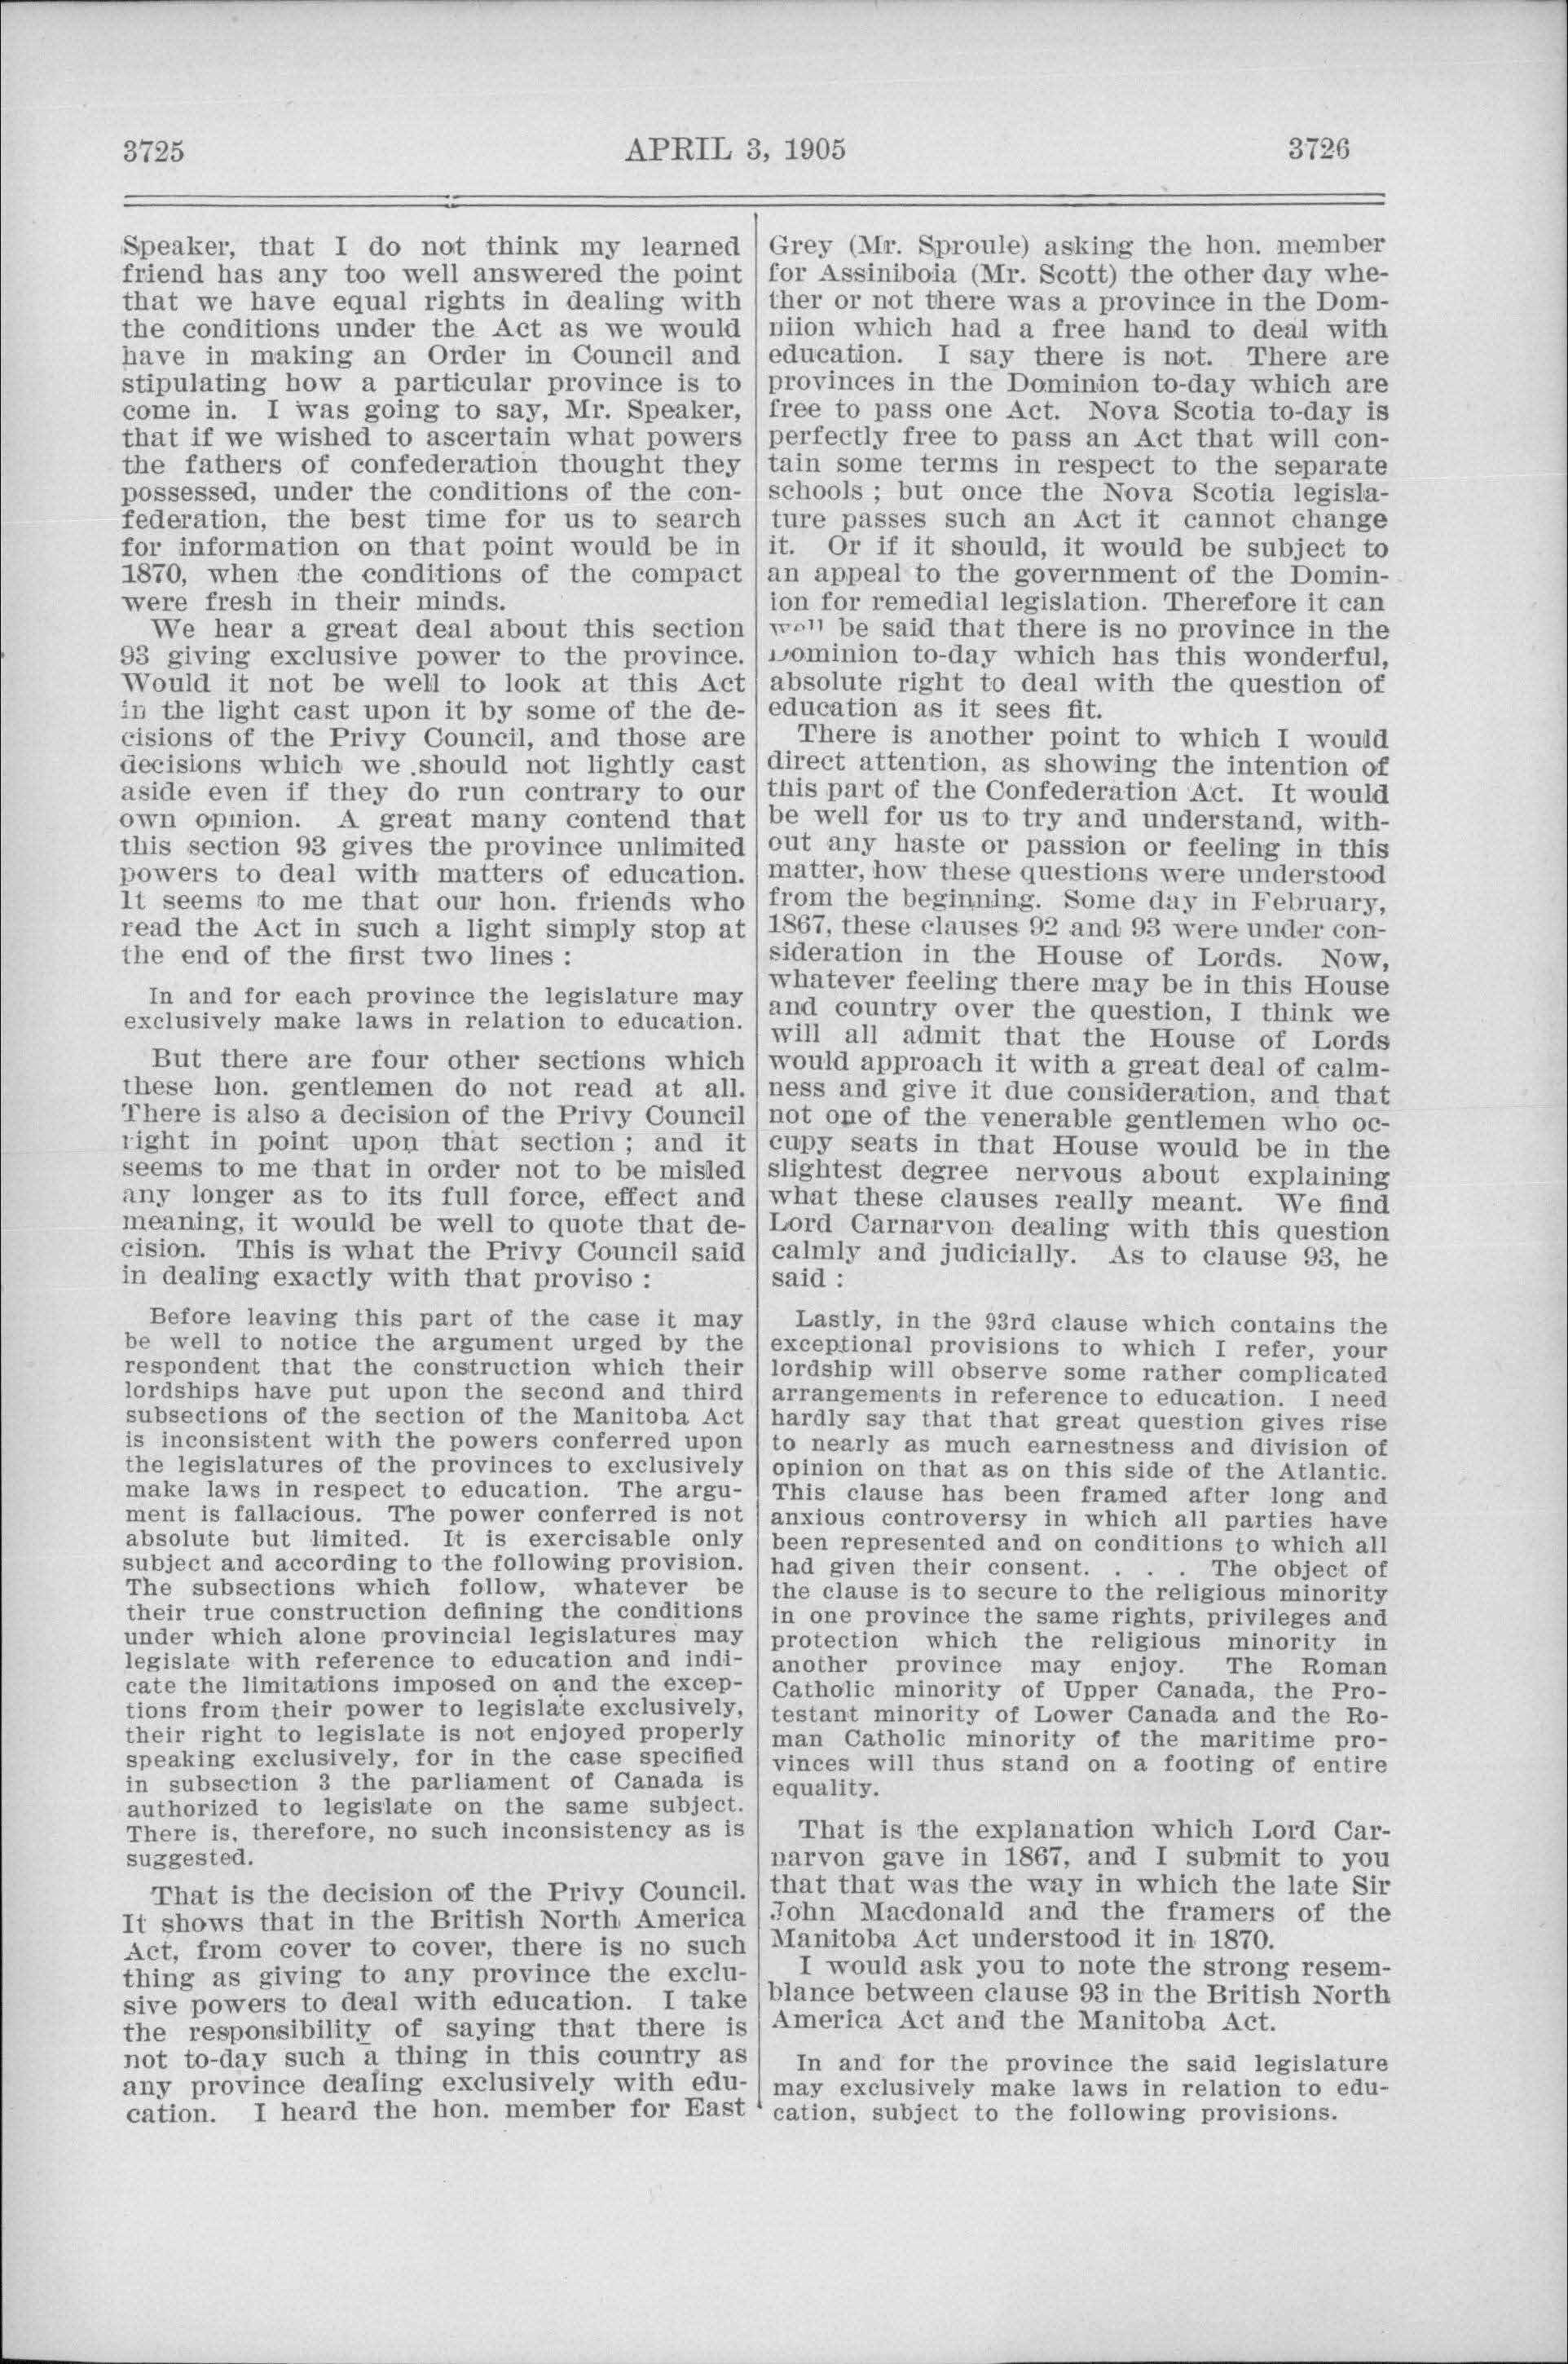 3725
APRIL 3, 1905
3726
Speaker, that I do not think my learned
friend has any too well answered the point
that we have equal rights in dealing with
the conditions under the Act as we would
have in making an Order in Council and
stipulating how a particular province is to
come in. I was going to say, Mr. Speaker,
that if we wished to ascertain what powers
the fathers of confederation thought they
possessed, under the conditions of the con-
federation, the best time for us to search
for information on that point would be in
1870, when the conditions of the compact
were fresh in their minds.
We hear a great deal about this section
93 giving exclusive power to the province.
Would it not be well to look at this Act
in the light cast upon it by some of the de-
cisions of the Privy Council, and those are
decisions which we should not lightly cast
aside even if they do run contrary to our
own opinion. A great many contend that
this section 93 gives the province unlimited
powers to deal with matters of education.
It seems to me that our hon. friends who
read the Act in such a light simply stop at
the end of the first two lines :
In and for each province the legislature may
exclusively make laws in relation to education.
But there are four other sections which
these hon. gentlemen do not read at all.
There is also a decision of the Privy Council
right in point upon that section ; and it
seems to me that in order not to be misled
any longer as to its full force, effect and
meaning, it would be well to quote that de-
cision. This is what the Privy Council said
in dealing exactly with that proviso :
Before leaving this part of the case it may
be well to notice the argument urged by the
respondent that the construction which their
lordships have put upon the second and third
subsections of the section of the Manitoba Act
is inconsistent with the powers conferred upon
the legislatures of the provinces to exclusively
make laws in respect to education. The argu-
ment is fallacious. The power conferred is not
absolute but limited. It is exercisable only
subject and according to the following provision.
The subsections which follow, whatever be
their true construction defining the conditions
under which alone provincial legislatures may
legislate with reference to education and indi-
cate the limitations imposed on and the excep-
tions from their power to legislate exclusively,
their right to legislate is not enjoyed properly
speaking exclusively, for in the case specified
in subsection 3 the parliament of Canada is
authorized to legislate on the same subject.
There is, therefore, no such inconsistency as is
suggested.
That is the decision of the Privy Council.
It shows that in the British North America
Act, from cover to cover, there is no such
thing as giving to any province the exclu-
sive powers to deal with education. I take
the responsibility of saying that there is
not to-day such a thing in this country as
any province dealing exclusively with edu-
cation. I heard the hon. member for East
Grey (Mr. Sproule) asking the hon. member
for Assiniboia (Mr. Scott) the other day whe-
ther or not there was a province in the Dom-
niion which had a free hand to deal with
education. I say there is not. There are
provinces in the Dominion to-day which are
free to pass one Act. Nova Scotia to-day is
perfectly free to pass an Act that will con-
tain some terms in respect to the separate
schools ; but once the Nova Scotia legisla-
ture passes such an Act it cannot change
it. Or if it should, it would be subject to
an appeal to the government of the Domin-
ion for remedial legislation. Therefore it can
well be said that there is no province in the
Dominion to-day which has this wonderful,
absolute right to deal with the question of
education as it sees fit.
There is another point to which I would
direct attention, as showing the intention of
this part of the Confederation Act. It would
be well for us to try and understand, with-
out any haste or passion or feeling in this
matter, how these questions were understood
from the beginning. Some day in February,
1867, these clauses 92 and 93 were under con-
sideration in the House of Lords. Now,
whatever feeling there may be in this House
and country over the question, I think we
will all admit that the House of Lords
would approach it with a great deal of calm-
ness and give it due consideration, and that
not one of the venerable gentlemen who oc-
cupy seats in that House would be in the
slightest degree nervous about explaining
what these clauses really meant. We find
Lord Carnarvon dealing with this question
calmly and judicially. As to clause 93, he
said :
Lastly, in the 93rd clause which contains the
exceptional provisions to which I refer, your
lordship will observe some rather complicated
arrangements in reference to education. I need
hardly say that that great question gives rise
to nearly as much earnestness and division of
opinion on that as on this side of the Atlantic.
This clause has been framed after long and
anxious controversy in which all parties have
been represented and on conditions to which all
had given their consent. . . . The object of
the clause is to secure to the religious minority
in one province the same rights, privileges and
protection which the religious minority in
another province may enjoy. The Roman
Catholic minority of Upper Canada, the Pro-
testant minority of Lower Canada and the Ro-
man Catholic minority of the maritime pro-
vinces will thus stand on a footing of entire
equality.
That is the explanation which Lord Car-
narvon gave in 1867, and I submit to you
that that was the way in which the late Sir
John Macdonald and the framers of the
Manitoba Act understood it in 1870.
I would ask you to note the strong resem-
blance between clause 93 in the British North
America Act and the Manitoba Act.
In and for the province the said legislature
may exclusively make laws in relation to edu-
cation, subject to the following provisions.